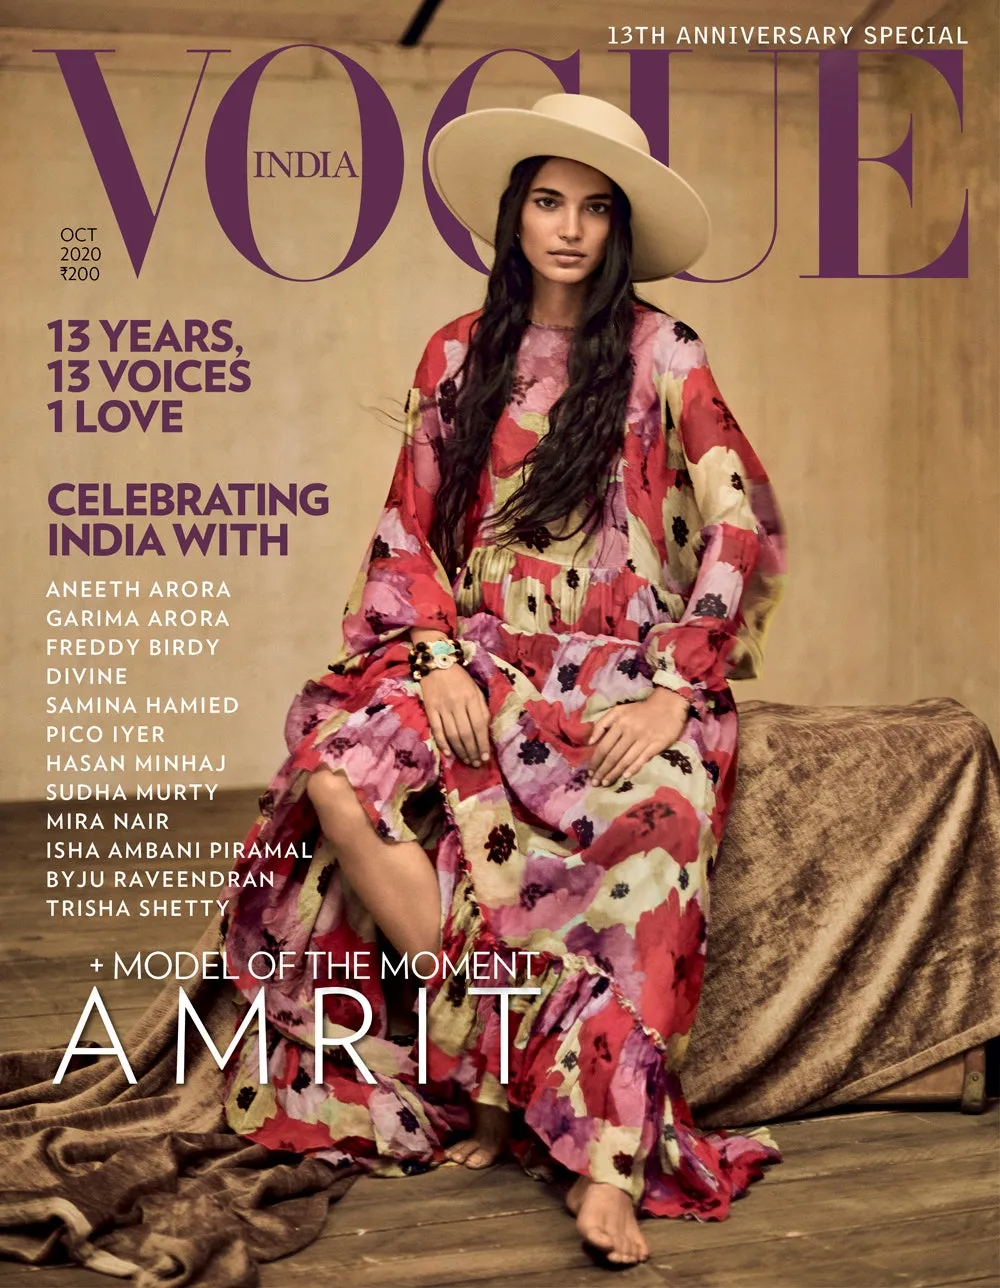 13TH ANNIVERSARY SPECIAL
VOGUE
INDIA
OCT
2020
₹200
13 YEARS,
13 VOICES
1 LOVE
CELEBRATING
INDIA WITH
ANEETH ARORA
GARIMA ARORA
FREDDY BIRDY
DIVINE
SAMINA HAMIED
PICO IYER
HASAN MINHAJ
SUDHA MURTY
MIRA NAIR
ISHA AMBANI PIRAMAL
BYJU RAVEENDRAN
TRISHA SHETTY
+ MODEL OF THE MOMENT
AMRIT